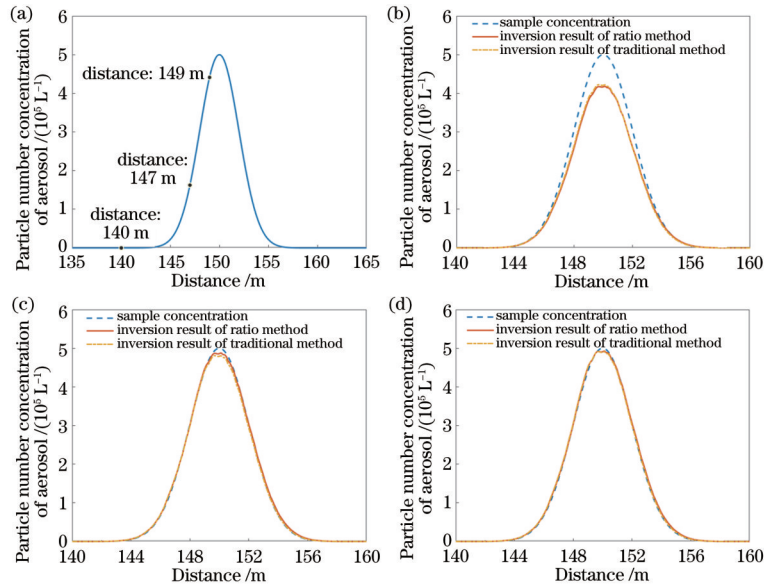 (a)
Particle number concentration
of aerosol /(10⁵ L⁻¹)
6
5
4
3
2
1
0
distance: 149 m
distance:
147 m
distance:
140 m
135 140 145 150 155 160 165
Distance /m
(b)
Particle number concentration
of aerosol /(10⁵ L⁻¹)
6
5
4
3
2
1
0
sample concentration
inversion result of ratio method
inversion result of traditional method
140 144 148 152 156 160
Distance /m
(c)
Particle number concentration
of aerosol /(10⁵ L⁻¹)
6
5
4
3
2
1
0
sample concentration
inversion result of ratio method
inversion result of traditional method
140 144 148 152 156 160
Distance /m
(d)
Particle number concentration
of aerosol /(10⁵ L⁻¹)
6
5
4
3
2
1
0
sample concentration
inversion result of ratio method
inversion result of traditional method
140 144 148 152 156 160
Distance /m